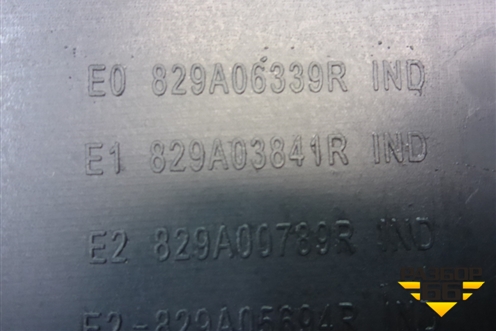 E0 829A06339R IND
E1 829A03841R IND
E2 829A00789R IND